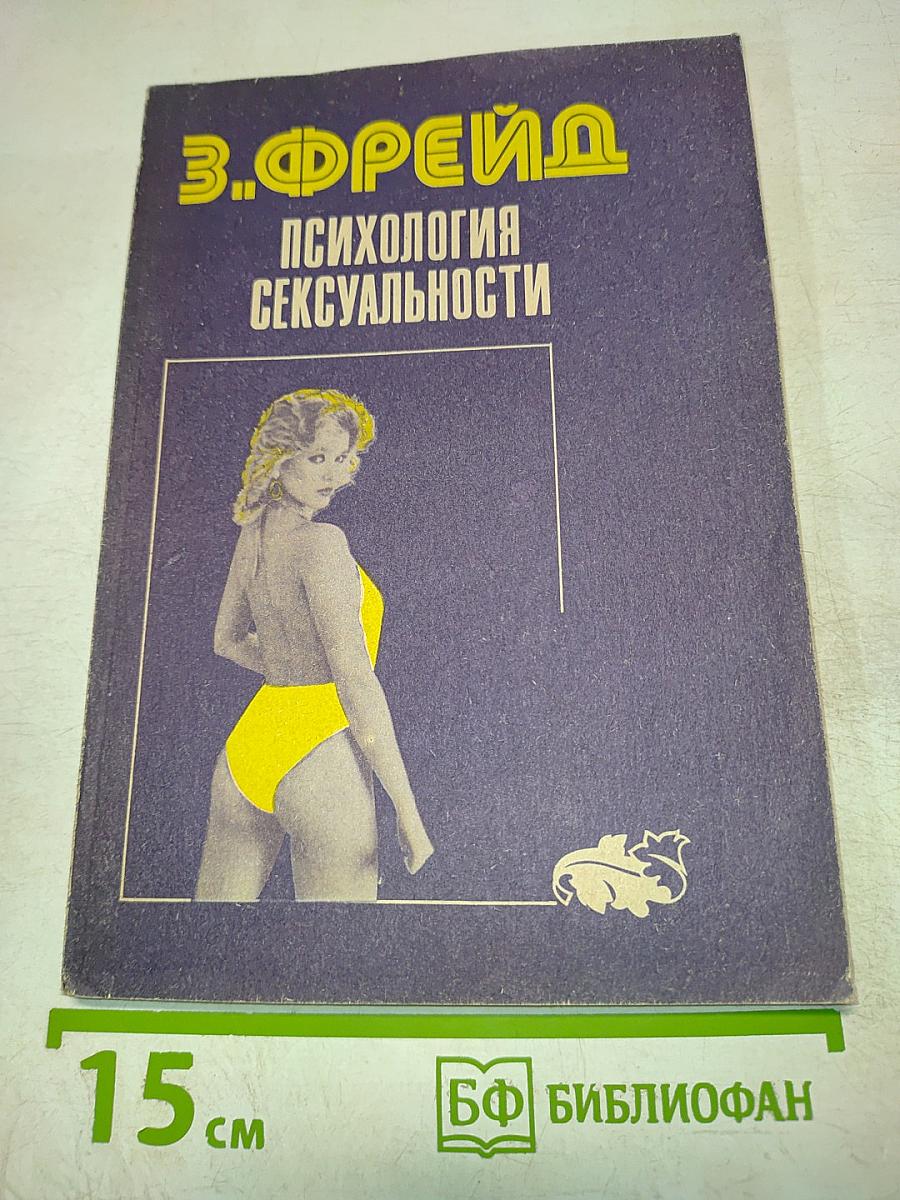 З..ФРЕЙД
ПСИХОЛОГИЯ
СЕКСУАЛЬНОСТИ
15 см
БФ БИБЛИОФАН